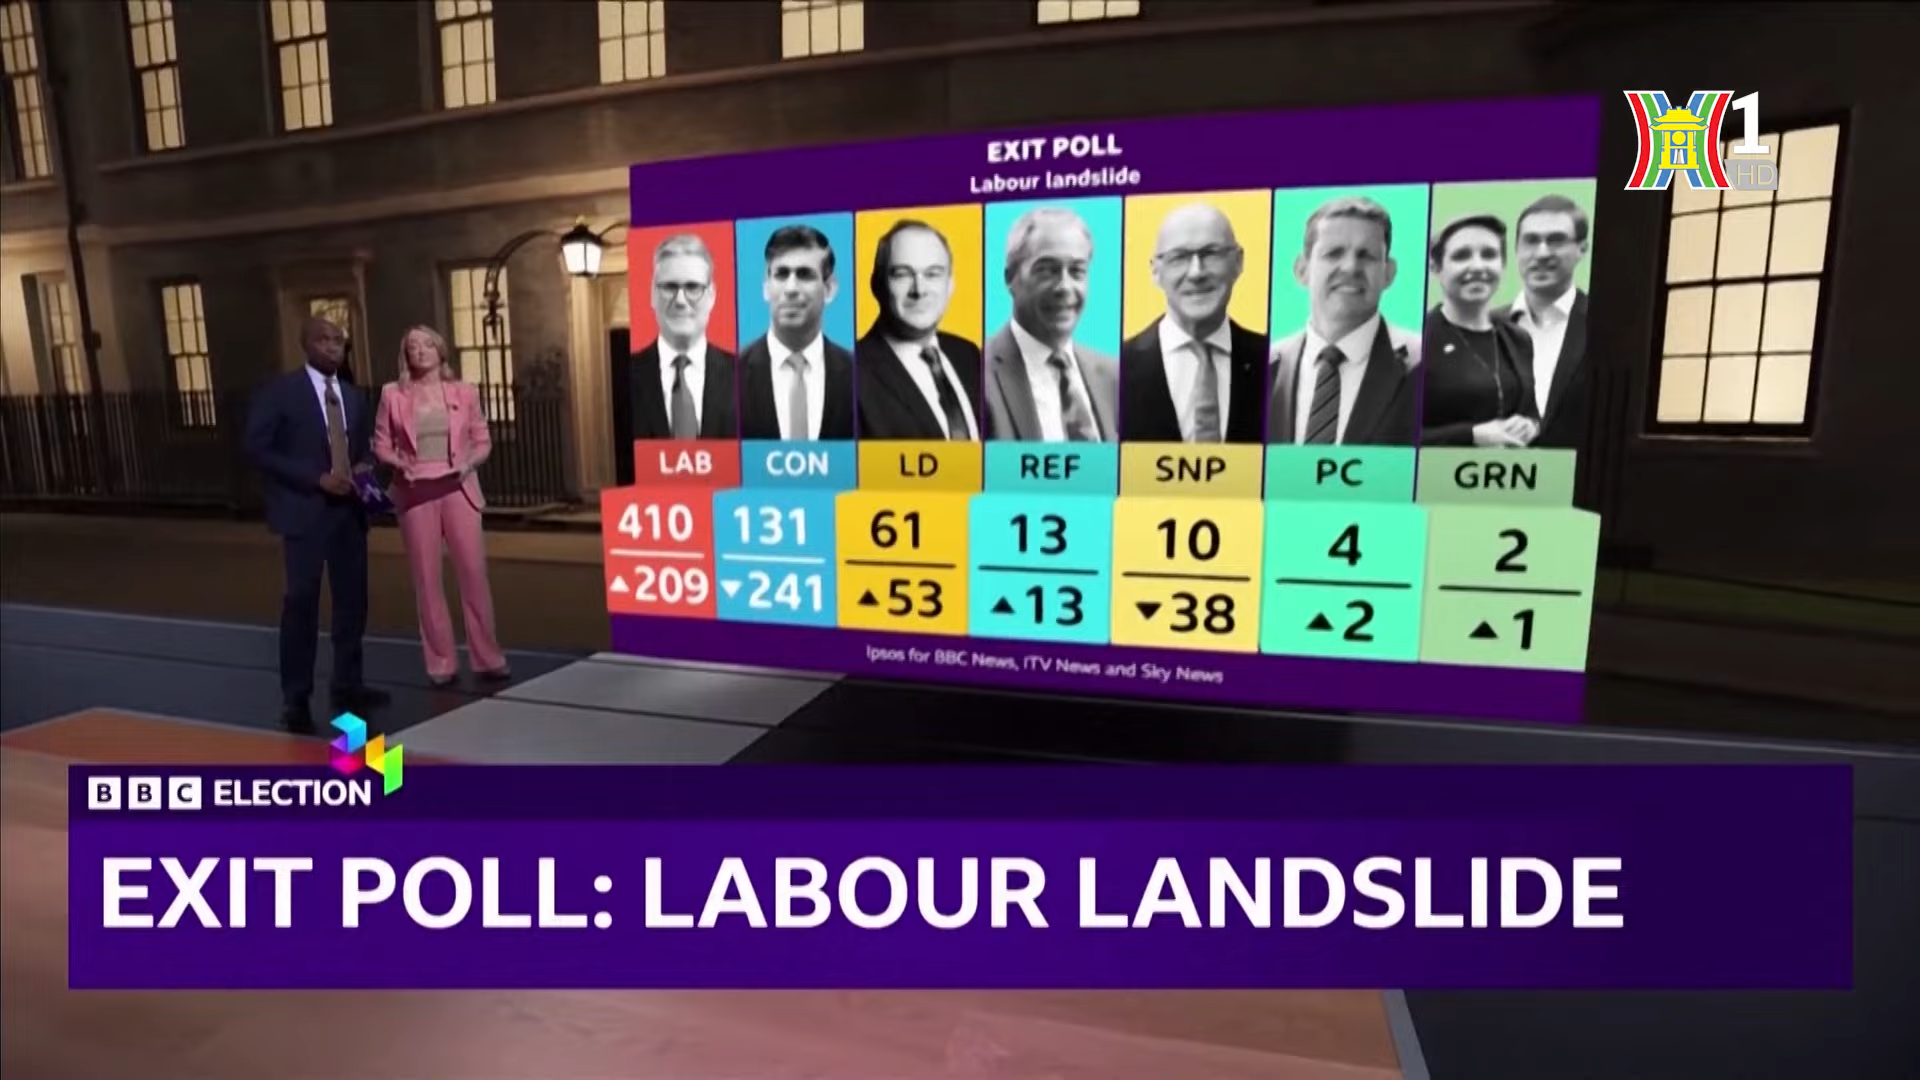 1
HD
EXIT POLL
Labour landslide
LAB CON LD REF SNP PC GRN
410 131 61 13 10 4 2
▲209 ▼241 ▲53 ▲13 ▼38 ▲2 ▲1
Ipsos for BBC News, ITV News and Sky News
BBC ELECTION
EXIT POLL: LABOUR LANDSLIDE